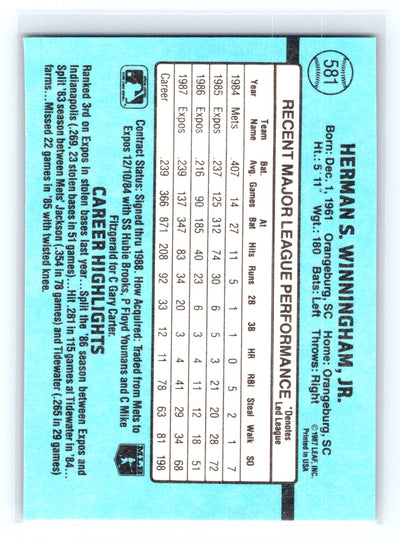 581
HERMAN S. WINNINGHAM, JR.
Born: Dec. 1, 1961 Orangeburg, SC Home: Orangeburg, SC
Ht.: 5 '11" Wgt.: 180 Bats: Left Throws: Right
RECENT MAJOR LEAGUE PERFORMANCE *Denotes Led League
©1987 LEAF, INC.
Printed in USA
Year Team Name Bat. Avg. Games At Bat Hits Runs 2B 3B HR RBI Steal Walk SO
1984 Mets 407 14 27 11 5 1 1 0 5 2 1 7
1985 Expos 237 125 312 74 30 6 5 3 21 20 28 72
1986 Expos 216 90 185 40 23 6 3 4 11 12 18 51
1987 Expos 239 137 347 83 34 20 3 4 41 29 34 68
Career 239 366 871 208 92 33 12 11 78 63 81 198
Contract Status: Signed thru 1988. How Acquired: Traded from Mets to
Expos 12/10/84 with SS Hubie Brooks, P Floyd Youmans and C Mike
Fitzgerald for C Gary Carter.
CAREER HIGHLIGHTS
Ranked 3rd on Expos in stolen bases last year... Split the '86 season between Expos and
Indianapolis (.269, 23 stolen bases in 51 games)... Hit .281 in 115 games at Tidewater in '84...
Split '83 season between Mets' Jackson (.354 in 78 games) and Tidewater (.265 in 29 games)
farms... Missed 22 games in '85 with twisted knee.